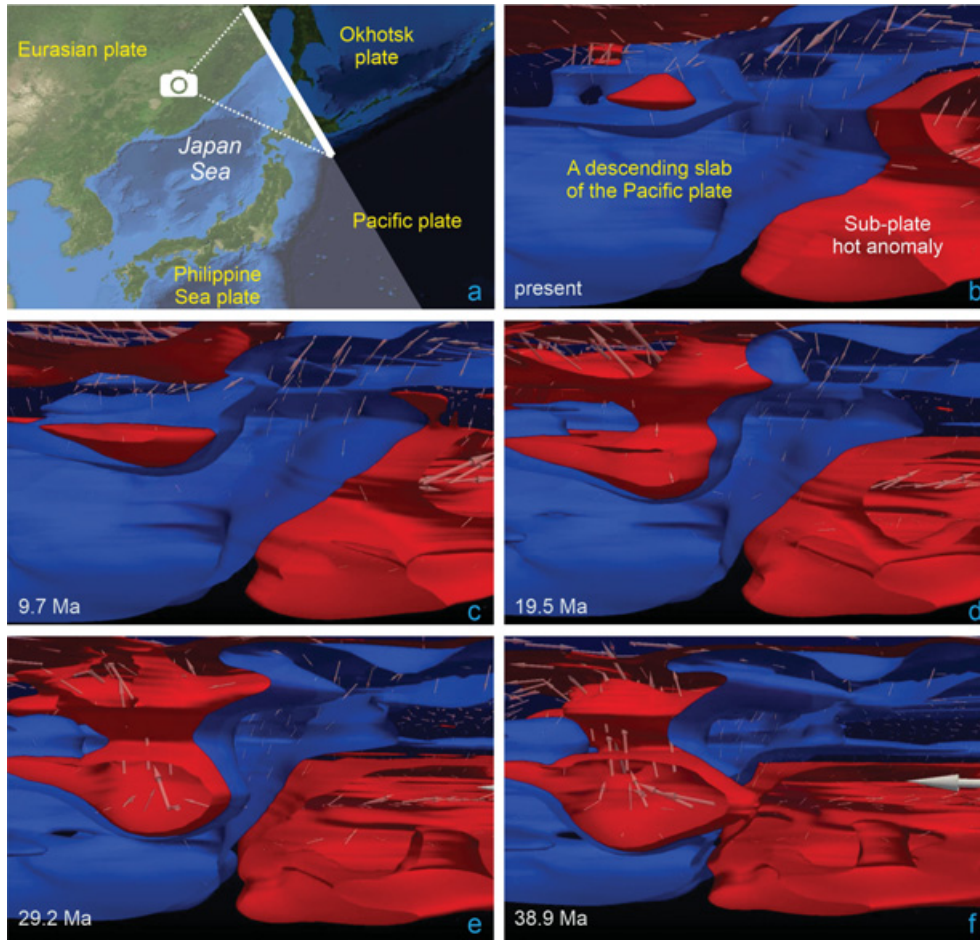 Eurasian plate
Okhotsk
plate
Japan
Sea
Pacific plate
Philippine
Sea plate
a
A descending slab
of the Pacific plate
Sub-plate
hot anomaly
present
b
9.7 Ma
c
19.5 Ma
d
29.2 Ma
e
38.9 Ma
f